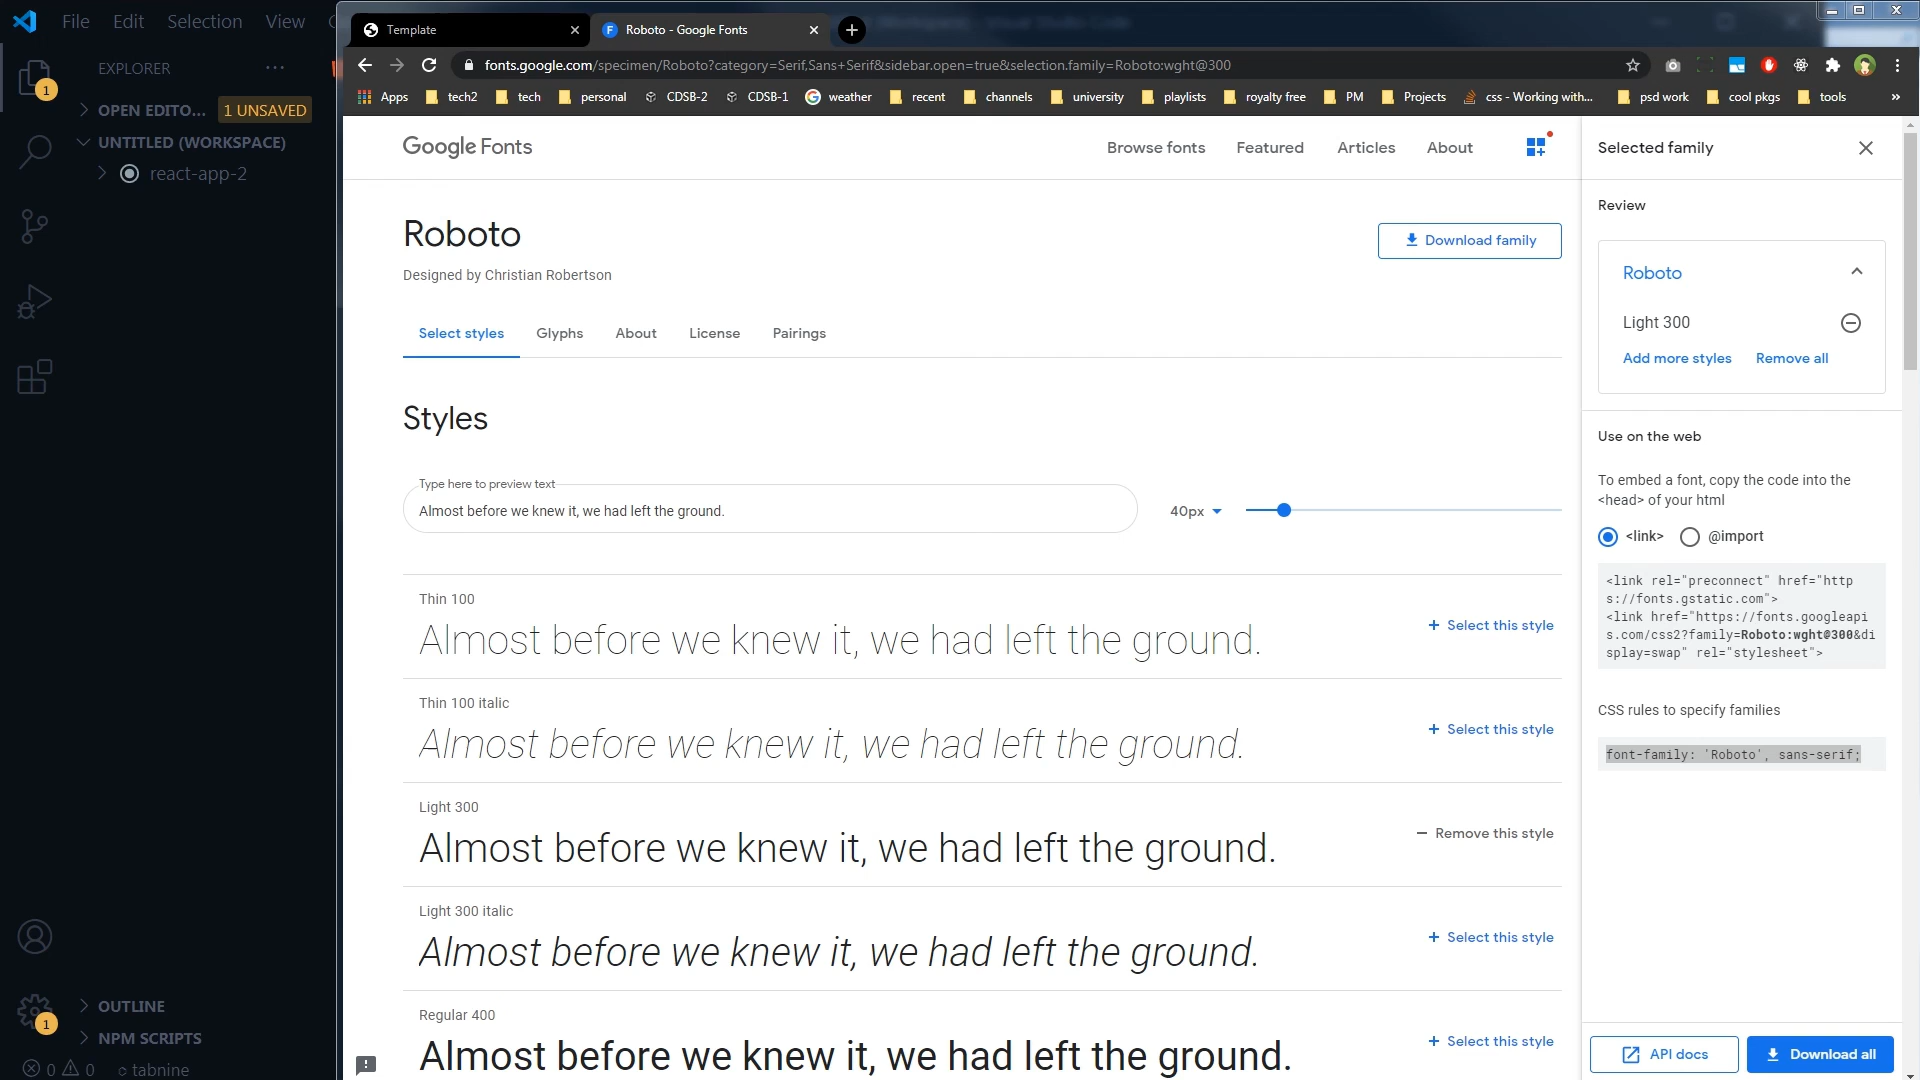 File Edit Selection View
Template
Roboto - Google Fonts
fonts.google.com/specimen/Roboto?category=Serif,Sans+Serif&sidebar.open=true&selection.family=Roboto:wght@300
Apps tech2 tech personal CDSB-2 CDSB-1 weather recent channels university playlists royalty free PM Projects css - Working with... psd work cool pkgs tools »
EXPLORER
OPEN EDITO... 1 UNSAVED
UNTITLED (WORKSPACE)
react-app-2
1
OUTLINE
NPM SCRIPTS
1
0 0 tabnine
Google Fonts
Browse fonts Featured Articles About
Roboto
Designed by Christian Robertson
Download family
Select styles Glyphs About License Pairings
Styles
Type here to preview text
Almost before we knew it, we had left the ground.
40px
Thin 100
Almost before we knew it, we had left the ground.
+ Select this style
Thin 100 italic
Almost before we knew it, we had left the ground.
+ Select this style
Light 300
Almost before we knew it, we had left the ground.
— Remove this style
Light 300 italic
Almost before we knew it, we had left the ground.
+ Select this style
Regular 400
Almost before we knew it, we had left the ground.
+ Select this style
Selected family
Review
Roboto
Light 300
Add more styles Remove all
Use on the web
To embed a font, copy the code into the
<head> of your html
<link> @import
<link rel="preconnect" href="http
s://fonts.gstatic.com">
<link href="https://fonts.googleapi
s.com/css2?family=Roboto:wght@300&di
splay=swap" rel="stylesheet">
CSS rules to specify families
font-family: 'Roboto', sans-serif;
API docs
Download all